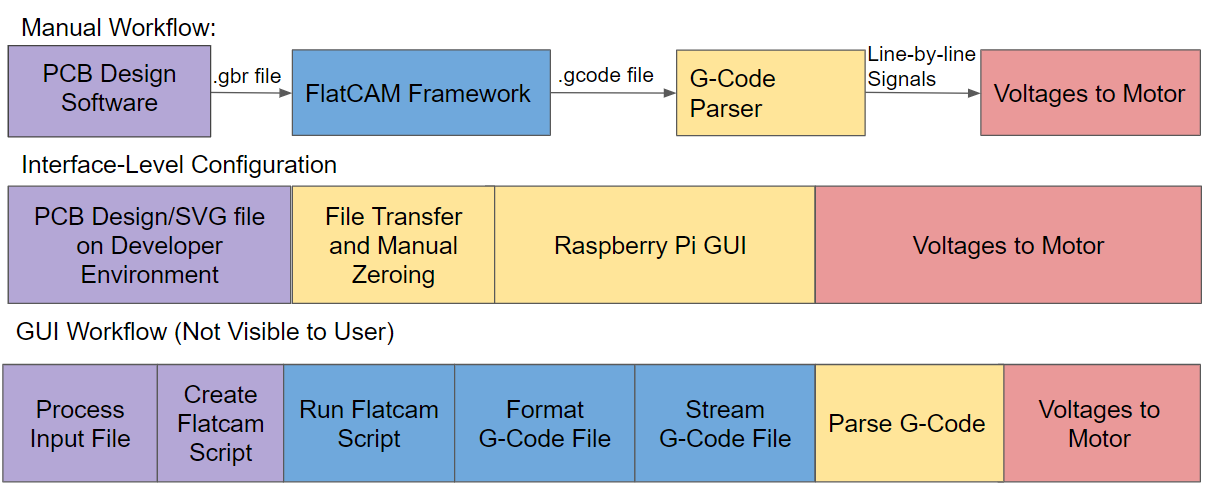 Manual Workflow:
PCB Design
Software
.gbr file
FlatCAM Framework
.gcode file
G-Code
Parser
Line-by-line
Signals
Voltages to Motor
Interface-Level Configuration
PCB Design/SVG file
on Developer
Environment
File Transfer
and Manual
Zeroing
Raspberry Pi GUI
Voltages to Motor
GUI Workflow (Not Visible to User)
Process
Input File
Create
Flatcam
Script
Run Flatcam
Script
Format
G-Code File
Stream
G-Code File
Parse G-Code
Voltages to
Motor